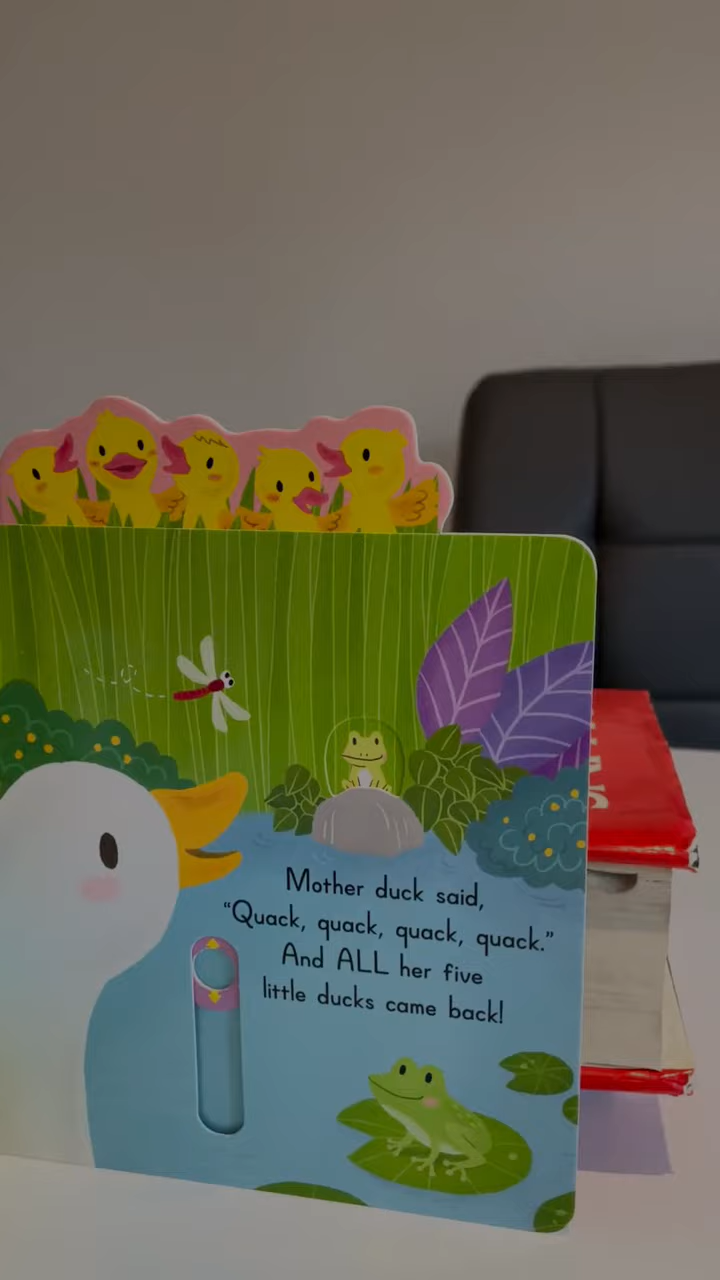 Mother duck said,
“Quack, quack, quack, quack.”
And ALL her five
little ducks came back!